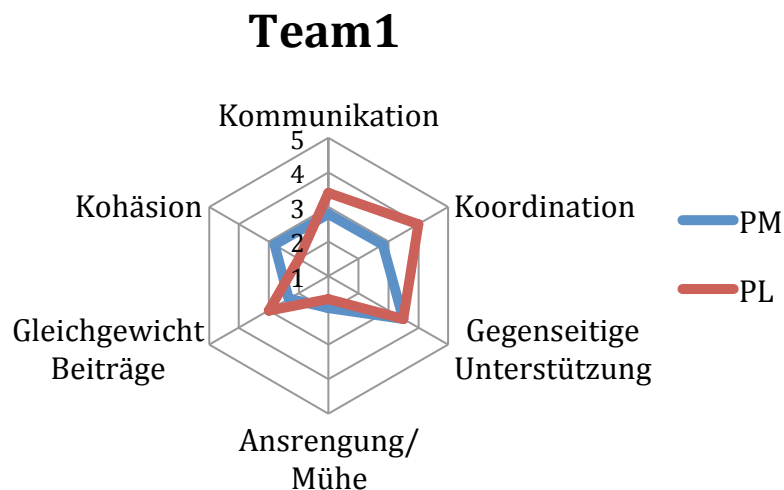 Team1
Kommunikation
5
4
3
2
1
Kohäsion
Koordination
Gleichgewicht
Beiträge
Gegenseitige
Unterstützung
Ansrengung/
Mühe
PM
PL